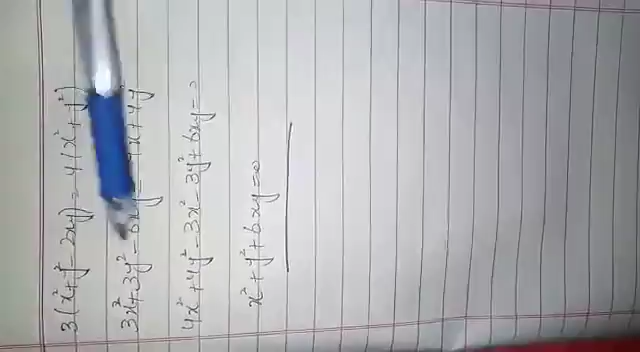 3(x²+y²-2xy) = 4(x²+y²)
3x²+3y²-6xy = 4x²+4y²
4x²+4y²-3x²-3y²+6xy=0
x²+y²+6xy=0